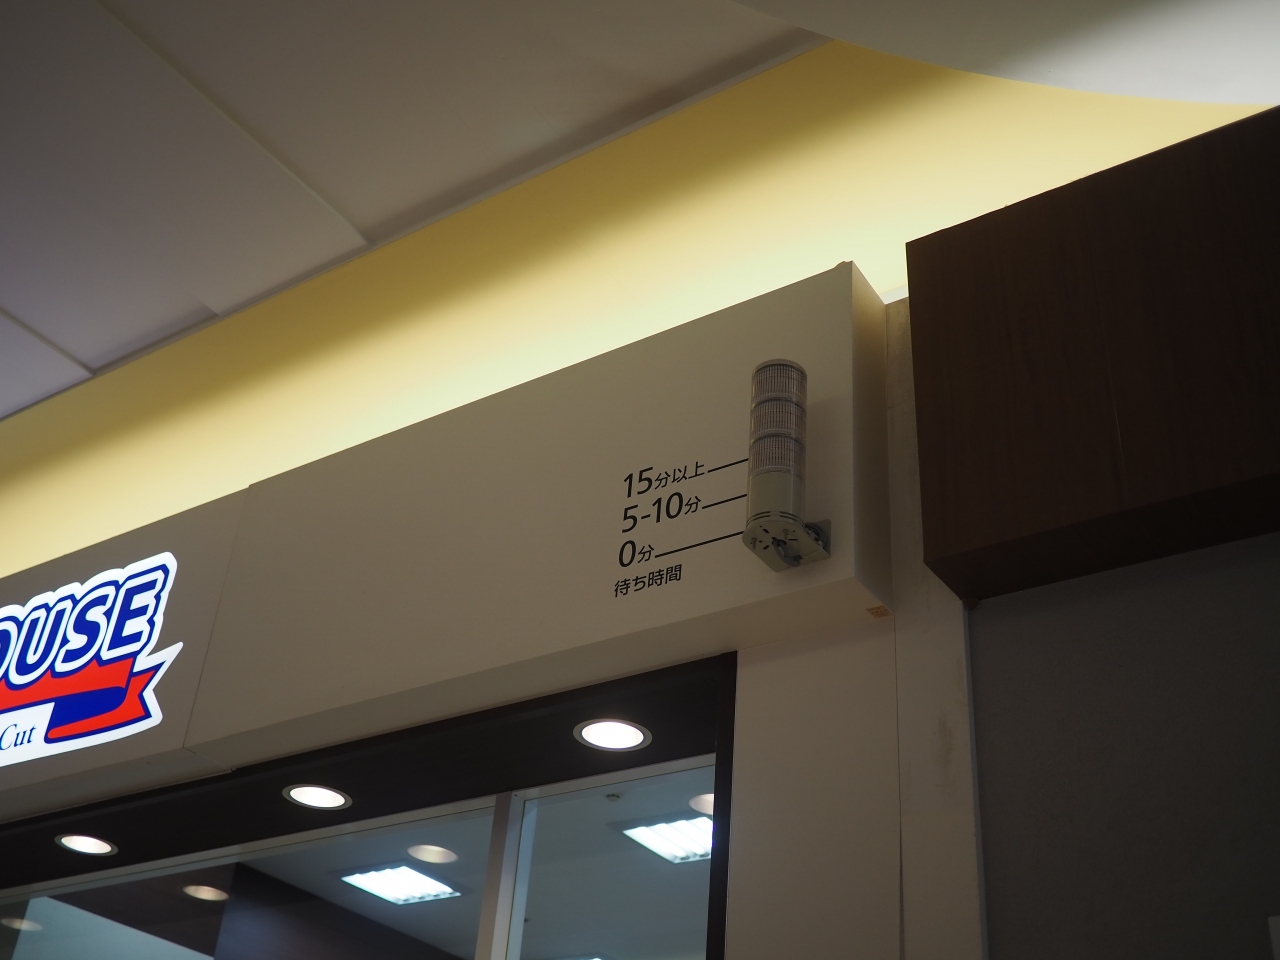 OUSE
Cut
15分以上
5-10分
0分
待ち時間